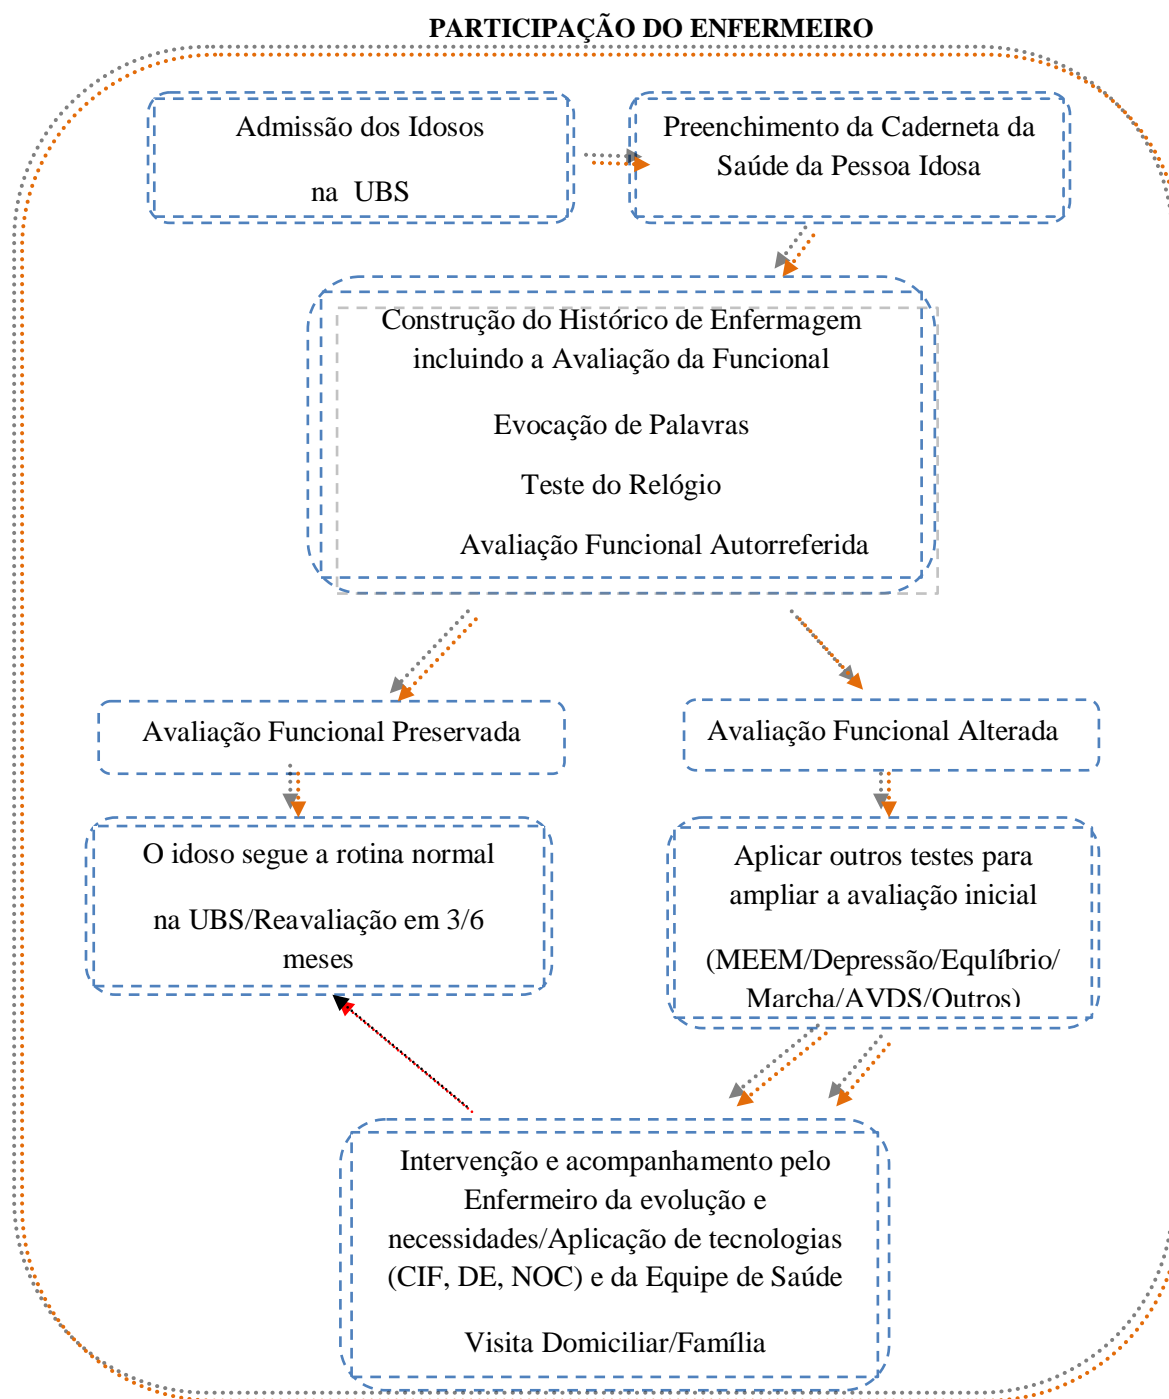 PARTICIPAÇÃO DO ENFERMEIRO
Admissão dos Idosos
na UBS
Preenchimento da Caderneta da
Saúde da Pessoa Idosa
Construção do Histórico de Enfermagem
incluindo a Avaliação da Funcional
Evocação de Palavras
Teste do Relógio
Avaliação Funcional Autorreferida
Avaliação Funcional Preservada
Avaliação Funcional Alterada
O idoso segue a rotina normal
na UBS/Reavaliação em 3/6
meses
Aplicar outros testes para
ampliar a avaliação inicial
(MEEM/Depressão/Equlíbrio/
Marcha/AVDS/Outros)
Intervenção e acompanhamento pelo
Enfermeiro da evolução e
necessidades/Aplicação de tecnologias
(CIF, DE, NOC) e da Equipe de Saúde
Visita Domiciliar/Família